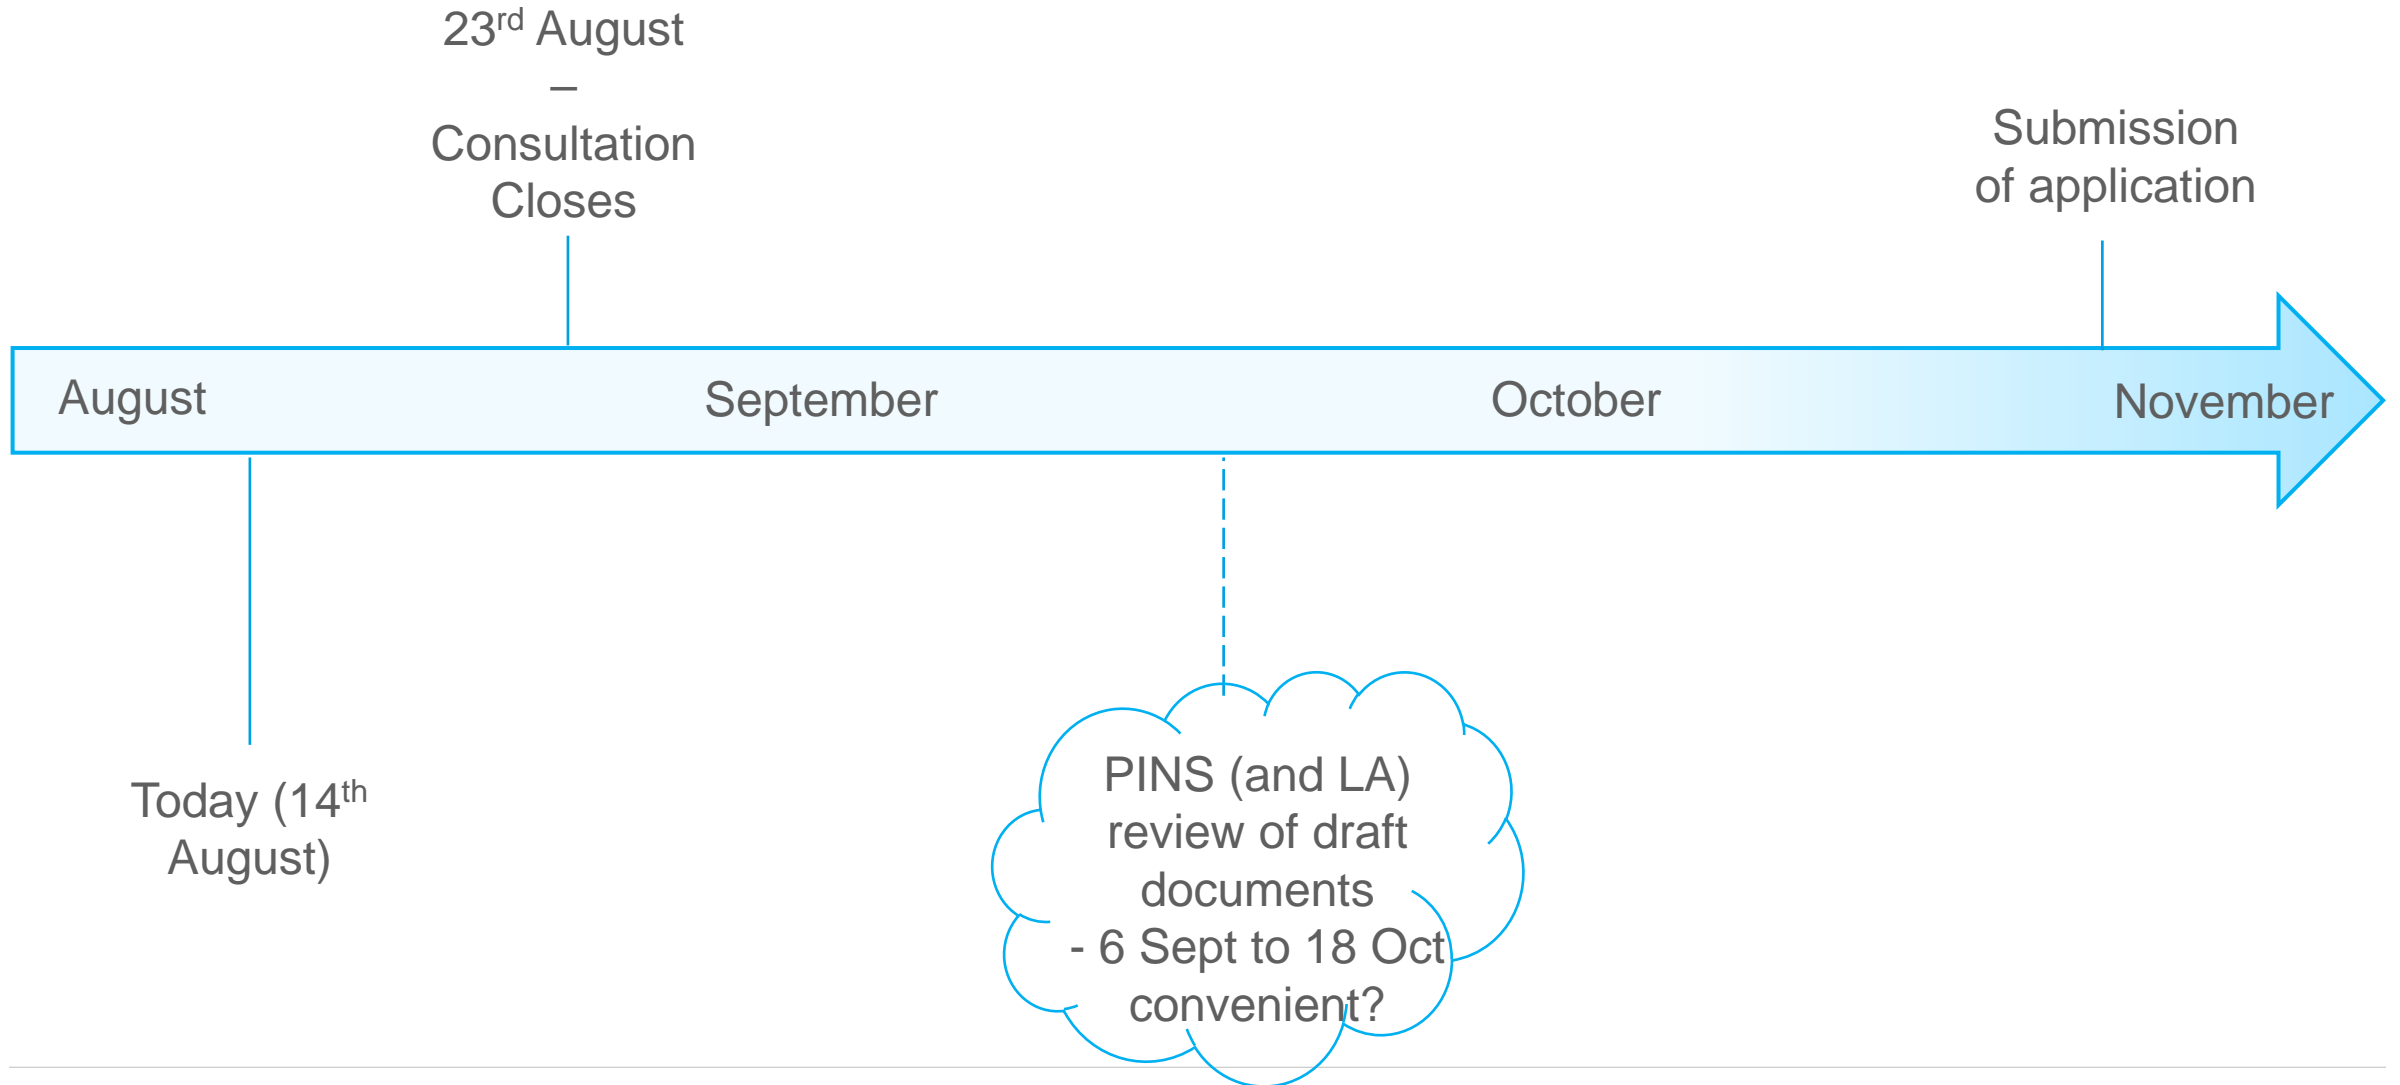 23rd August
–
Consultation
Closes
Submission
of application
August
September
October
November
Today (14th
August)
PINS (and LA)
review of draft
documents
- 6 Sept to 18 Oct
convenient?